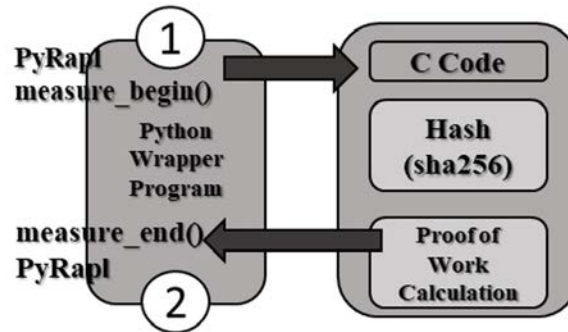 1
PyRapl
measure_begin()
Python
Wrapper
Program
measure_end()
PyRapl
2
C Code
Hash
(sha256)
Proof of
Work
Calculation